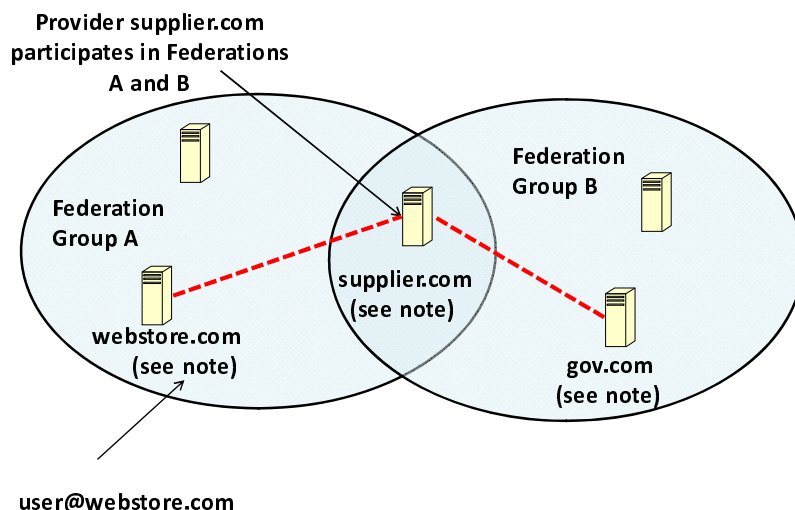 Provider supplier.com
participates in Federations
A and B
Federation
Group B
Federation
Group A
supplier.com
(see note)
webstore.com
(see note)
gov.com
(see note)
user@webstore.com